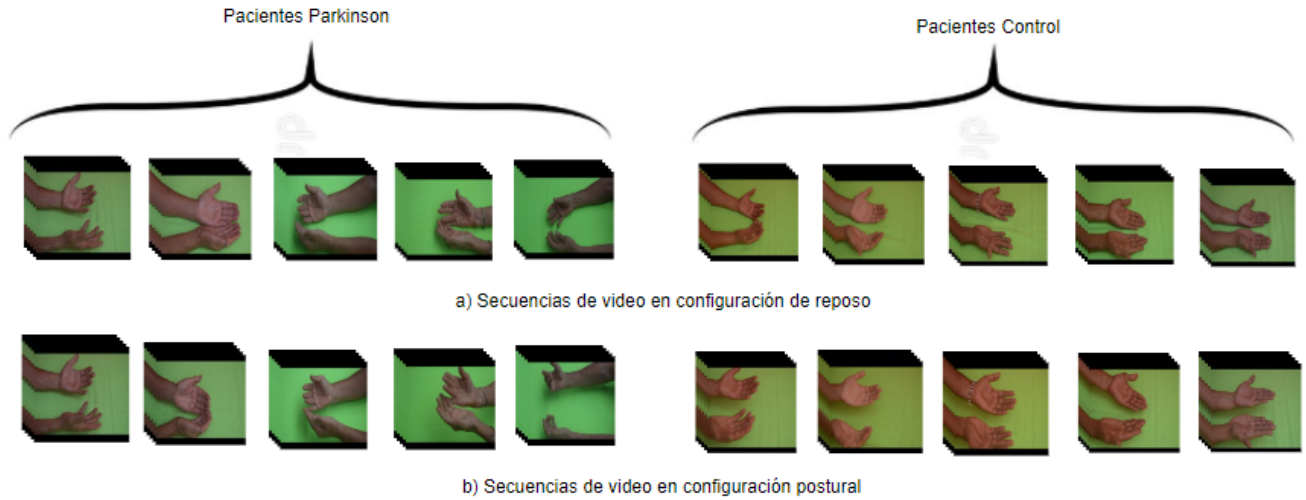 Pacientes Parkinson
Pacientes Control
a) Secuencias de video en configuración de reposo
b) Secuencias de video en configuración postural